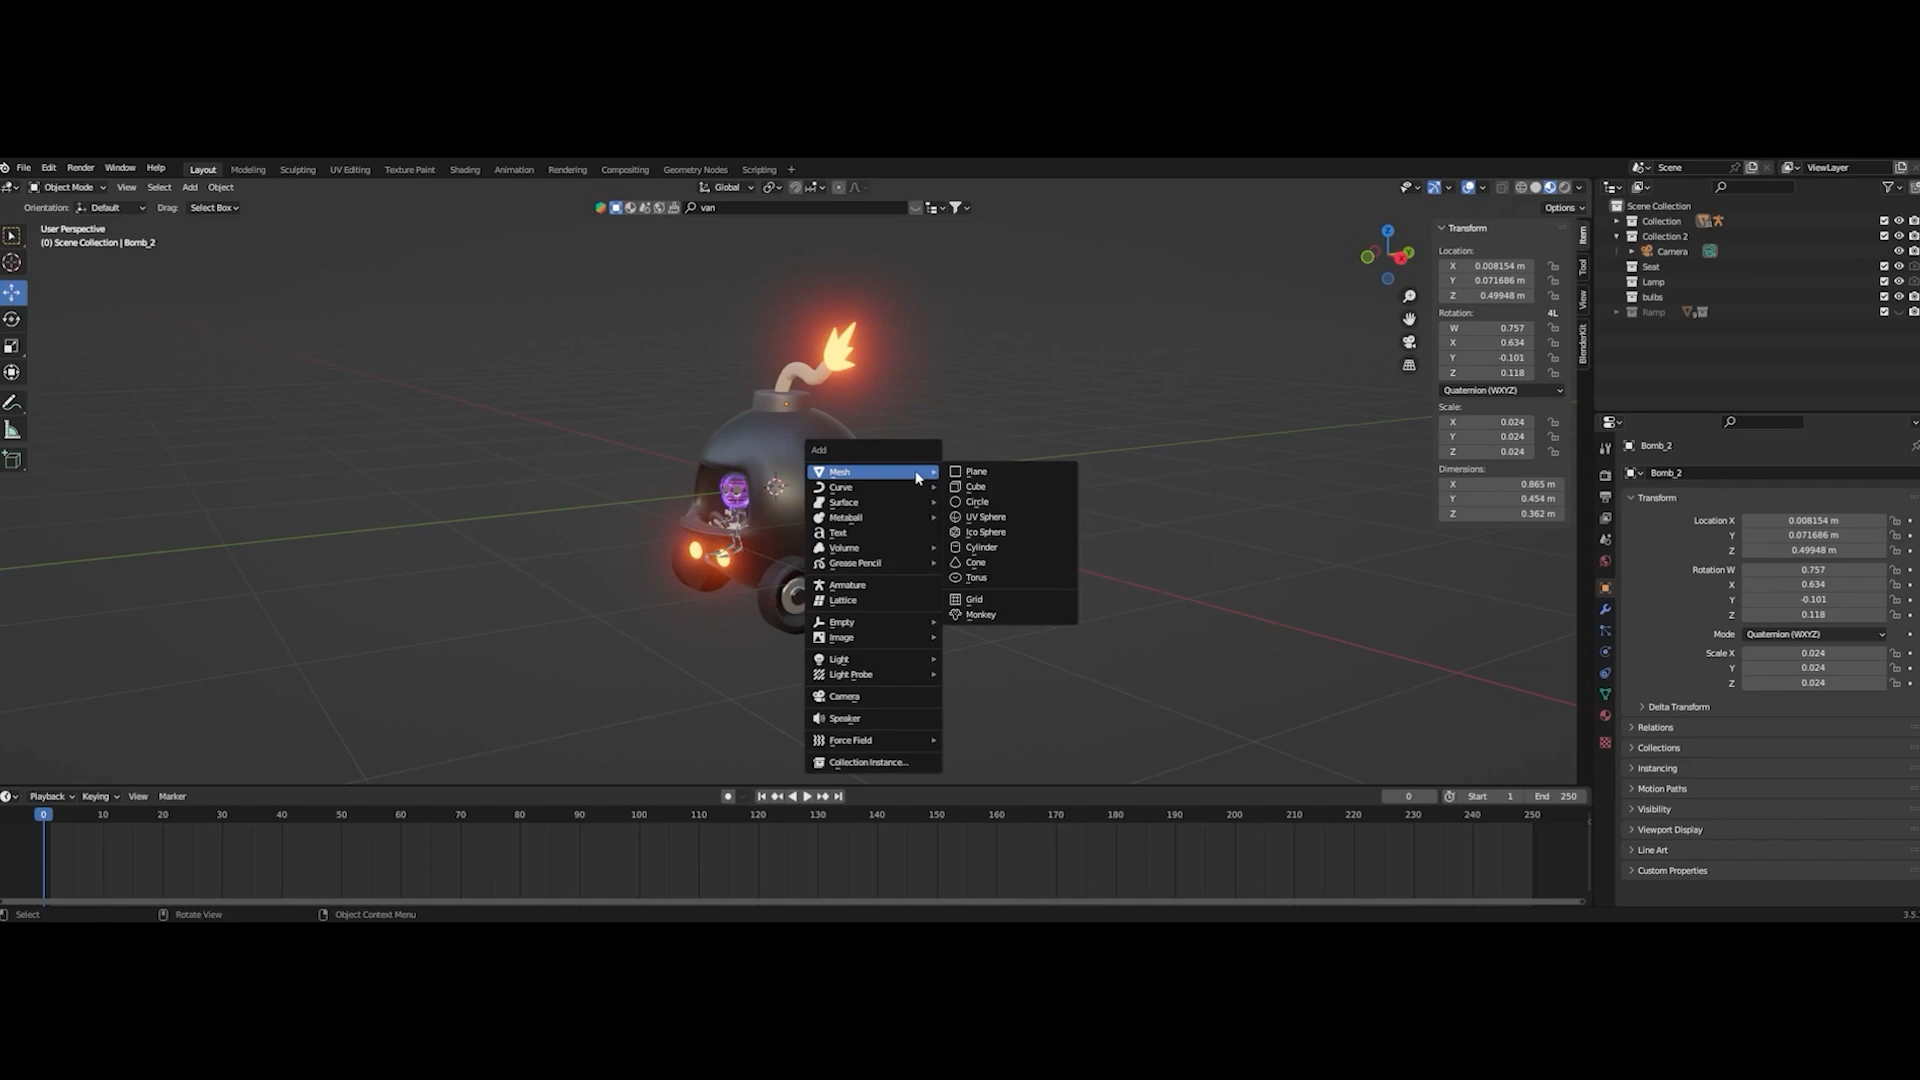 File Edit Render Window Help Layout Modeling Sculpting UV Editing Texture Paint Shading Animation Rendering Compositing Geometry Nodes Scripting + Scene ViewLayer
Object Mode View Select Add Object Global
Orientation: Default Drag: Select Box van Options
User Perspective
(0) Scene Collection | Bomb_2
Z
Y
X
Item
Tool
View
BlenderKit
Transform
Location:
X 0.008154 m
Y 0.071686 m
Z 0.49948 m
Rotation: 4L
W 0.757
X 0.634
Y -0.101
Z 0.118
Quaternion (WXYZ)
Scale:
X 0.024
Y 0.024
Z 0.024
Dimensions:
X 0.865 m
Y 0.454 m
Z 0.362 m
Add
Mesh
Curve
Surface
Metaball
Text
Volume
Grease Pencil
Armature
Lattice
Empty
Image
Light
Light Probe
Camera
Speaker
Force Field
Collection Instance...
Plane
Cube
Circle
UV Sphere
Ico Sphere
Cylinder
Cone
Torus
Grid
Monkey
Scene Collection
Collection
Collection 2
Camera
Seat
Lamp
bulbs
Ramp
Bomb_2
Bomb_2
Transform
Location X 0.008154 m
Y 0.071686 m
Z 0.49948 m
Rotation W 0.757
X 0.634
Y -0.101
Z 0.118
Mode Quaternion (WXYZ)
Scale X 0.024
Y 0.024
Z 0.024
Delta Transform
Relations
Collections
Instancing
Motion Paths
Visibility
Viewport Display
Line Art
Custom Properties
Playback Keying View Marker 0 Start 1 End 250
0 10 20 30 40 50 60 70 80 90 100 110 120 130 140 150 160 170 180 190 200 210 220 230 240 250
Select Rotate View Object Context Menu